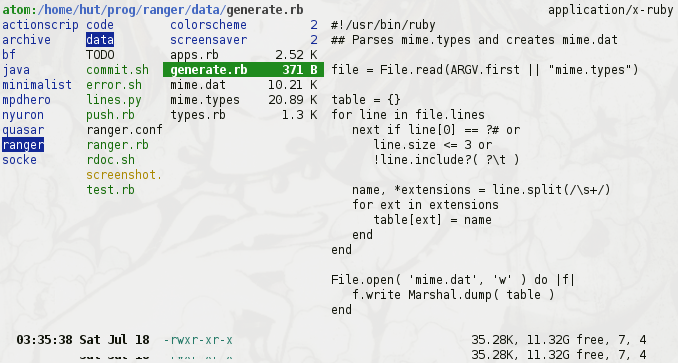 atom:/home/hut/prog/ranger/data/generate.rb application/x-ruby
actionscrip code colorscheme 2 #!/usr/bin/ruby
archive data screensaver 2 ## Parses mime.types and creates mime.dat
bf TODO apps.rb 2.52 K
java commit.sh generate.rb 371 B file = File.read(ARGV.first || "mime.types")
minimalist error.sh mime.dat 10.21 K
mpdhero lines.py mime.types 20.89 K table = {}
nyuron push.rb types.rb 1.3 K for line in file.lines
quasar ranger.conf next if line[0] == ?# or
ranger ranger.rb line.size <= 3 or
socke rdoc.sh !line.include?( ?\t )
screenshot.
test.rb name, *extensions = line.split(/\s+/)
for ext in extensions
table[ext] = name
end
end
File.open( 'mime.dat', 'w' ) do |f|
f.write Marshal.dump( table )
end
03:35:38 Sat Jul 18 -rwxr-xr-x 35.28K, 11.32G free, 7, 4
Sat Jul 18 -rwxr-xr-x 35.28K, 11.32G free, 7, 4